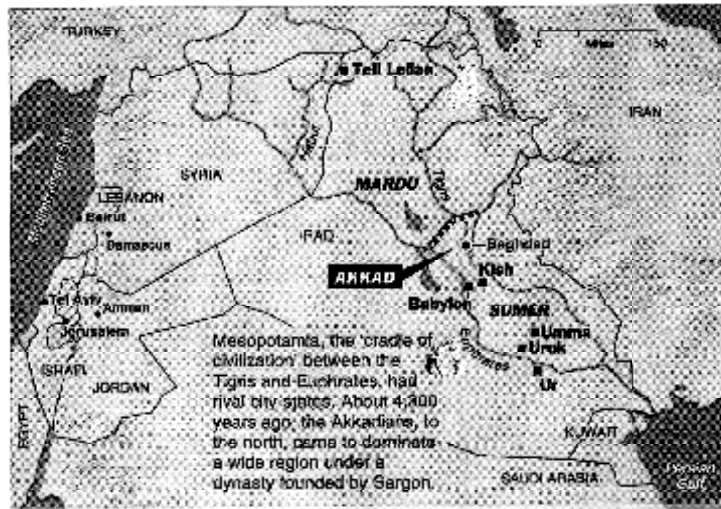 TURKEY
0 Miles 150
Tell Leilan
IRAN
Mediterranean Sea
Habur
SYRIA
MARDU
Tigris
LEBANON
Beirut
Damascus
IRAQ
Baghdad
AKKAD
Kish
Babylon
SUMER
Tel Aviv
Amman
Jerusalem
Umma
Uruk
Euphrates
Ur
ISRAEL
JORDAN
EGYPT
KUWAIT
SAUDI ARABIA
Persian
Gulf
Mesopotamia, the 'cradle of
civilization' between the
Tigris and Euphrates, had
rival city states. About 4,300
years ago, the Akkadians, to
the north, came to dominate
a wide region under a
dynasty founded by Sargon.